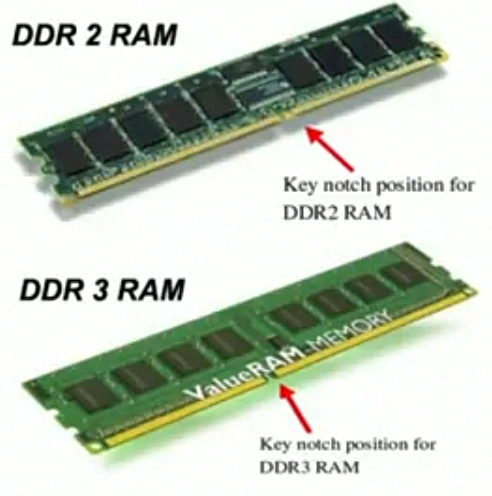 DDR 2 RAM
Key notch position for
DDR2 RAM
DDR 3 RAM
ValueRAM MEMORY
Key notch position for
DDR3 RAM